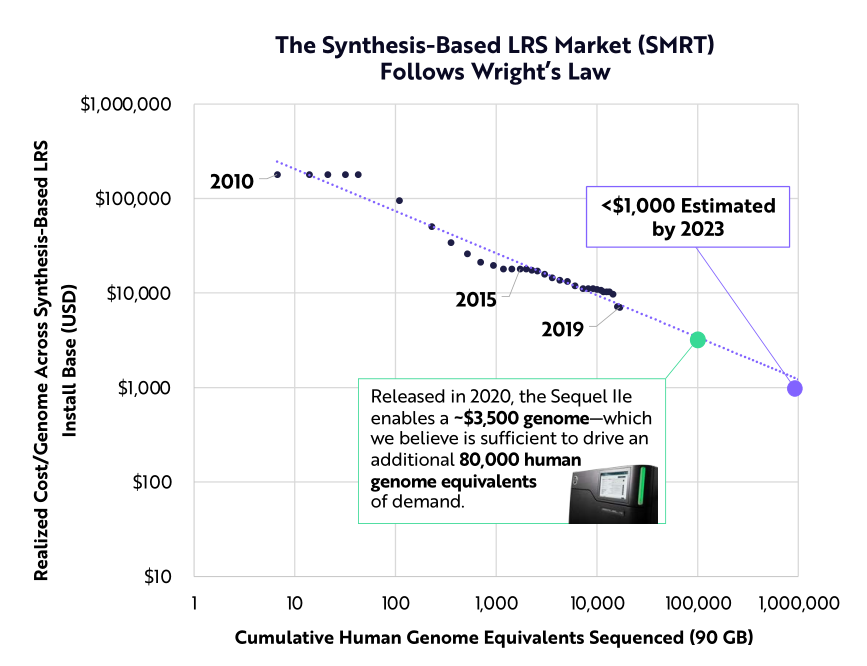 The Synthesis-Based LRS Market (SMRT)
Follows Wright's Law
Realized Cost/Genome Across Synthesis-Based LRS
Install Base (USD)
$1,000,000
$100,000
$10,000
$1,000
$100
$10
2010
2015
2019
<$1,000 Estimated
by 2023
Released in 2020, the Sequel IIe
enables a ~$3,500 genome—which
we believe is sufficient to drive an
additional 80,000 human
genome equivalents
of demand.
1
10
100
1,000
10,000
100,000
1,000,000
Cumulative Human Genome Equivalents Sequenced (90 GB)